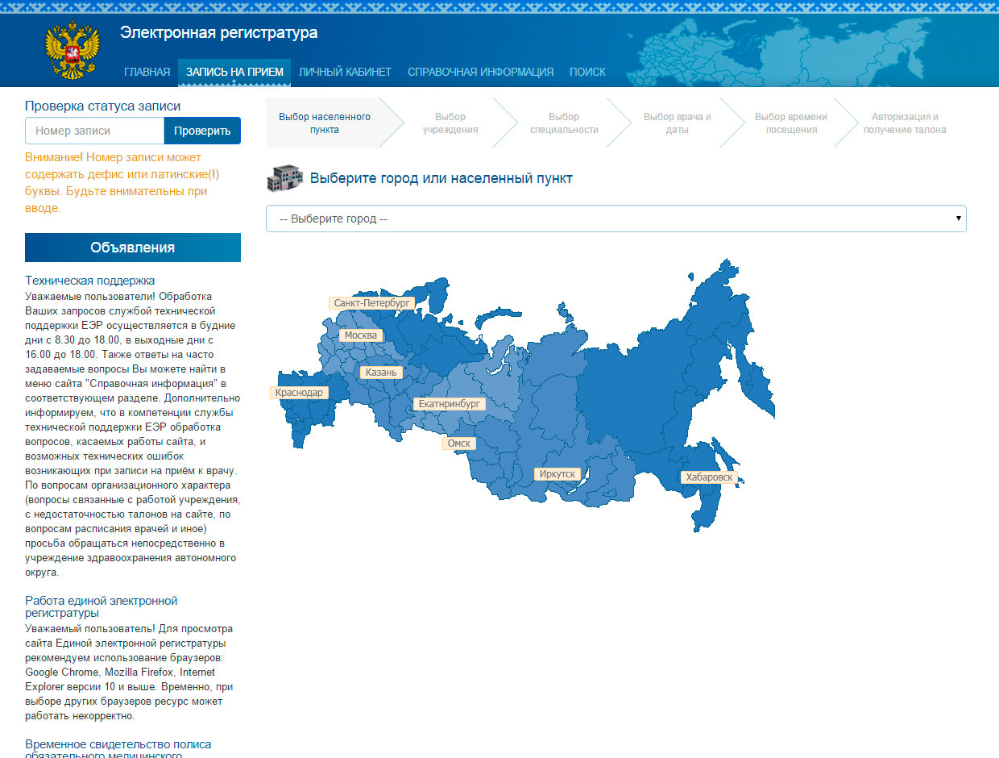 Электронная регистратура
ГЛАВНАЯ ЗАПИСЬ НА ПРИЕМ ЛИЧНЫЙ КАБИНЕТ СПРАВОЧНАЯ ИНФОРМАЦИЯ ПОИСК
Проверка статуса записи
Номер записи Проверить
Внимание! Номер записи может
содержать дефис или латинские(!)
буквы. Будьте внимательны при
вводе.
Объявления
Техническая поддержка
Уважаемые пользователи! Обработка
Ваших запросов службой технической
поддержки ЕЭР осуществляется в будние
дни с 8.30 до 18.00, в выходные дни с
16.00 до 18.00. Также ответы на часто
задаваемые вопросы Вы можете найти в
меню сайта "Справочная информация" в
соответствующем разделе. Дополнительно
информируем, что в компетенции службы
технической поддержки ЕЭР обработка
вопросов, касаемых работы сайта, и
возможных технических ошибок
возникающих при записи на приём к врачу.
По вопросам организационного характера
(вопросы связанные с работой учреждения,
с недостаточностью талонов на сайте, по
вопросам расписания врачей и иное)
просьба обращаться непосредственно в
учреждение здравоохранения автономного
округа.
Работа единой электронной
регистратуры
Уважаемый пользователь! Для просмотра
сайта Единой электронной регистратуры
рекомендуем использование браузеров:
Google Chrome, Mozilla Firefox, Internet
Explorer версии 10 и выше. Временно, при
выборе других браузеров ресурс может
работать некорректно.
Временное свидетельство полиса
обязательного медицинского
Выбор населенного
пункта
Выбор
учреждения
Выбор
специальности
Выбор врача и
даты
Выбор времени
посещения
Авторизация и
получение талона
Выберите город или населенный пункт
-- Выберите город --
Санкт-Петербург
Москва
Казань
Краснодар
Екатнринбург
Омск
Иркутск
Хабаровск